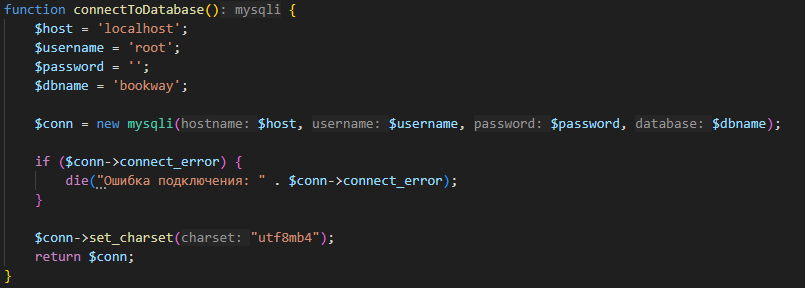 function connectToDatabase(): mysqli {
    $host = 'localhost';
    $username = 'root';
    $password = '';
    $dbname = 'bookway';

    $conn = new mysqli(hostname: $host, username: $username, password: $password, database: $dbname);

    if ($conn->connect_error) {
        die("Ошибка подключения: " . $conn->connect_error);
    }

    $conn->set_charset(charset: "utf8mb4");
    return $conn;
}